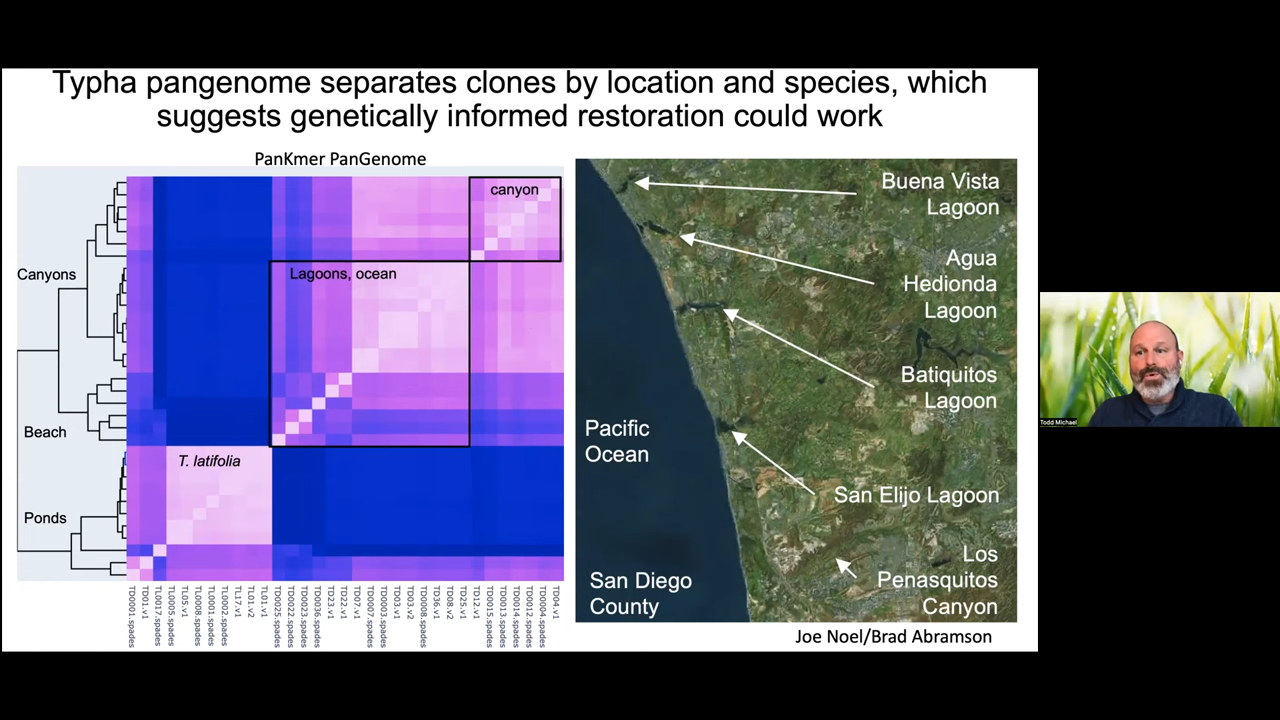 Typha pangenome separates clones by location and species, which
suggests genetically informed restoration could work
PanKmer PanGenome
canyon
Lagoons, ocean
Canyons
Beach
T. latifolia
Ponds
TD0001.spades
TD01.v1
TL0017.spades
TL0005.spades
TL05.v1
TL0008.spades
TL0001.spades
TL0002.spades
TL17.v1
TL01.v2
TL01.v1
TD0025.spades
TD0022.spades
TD0023.spades
TD0036.spades
TD23.v1
TD22.v1
TD07.v1
TD0007.spades
TD0003.spades
TD03.v1
TD03.v2
TD0008.spades
TD36.v1
TD08.v2
TD25.v1
TD12.v1
TD0015.spades
TD0013.spades
TD0014.spades
TD0012.spades
TD0004.spades
TD04.v1
Buena Vista
Lagoon
Agua
Hedionda
Lagoon
Batiquitos
Lagoon
Pacific
Ocean
San Elijo Lagoon
Los
Penasquitos
Canyon
San Diego
County
Joe Noel/Brad Abramson
Todd Michael